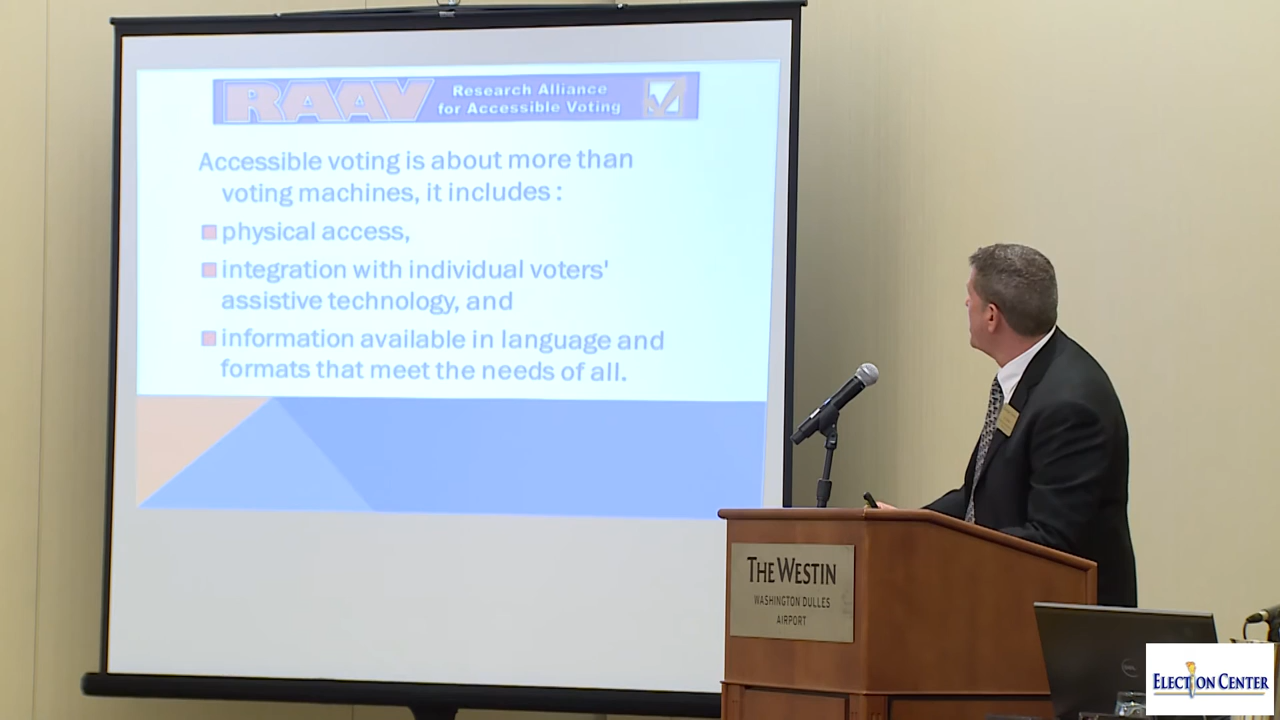 RAAV
Research Alliance
for Accessible Voting
Accessible voting is about more than
voting machines, it includes :
physical access,
integration with individual voters'
assistive technology, and
information available in language and
formats that meet the needs of all.
THE WESTIN
WASHINGTON DULLES
AIRPORT
DELL
ELECTION CENTER